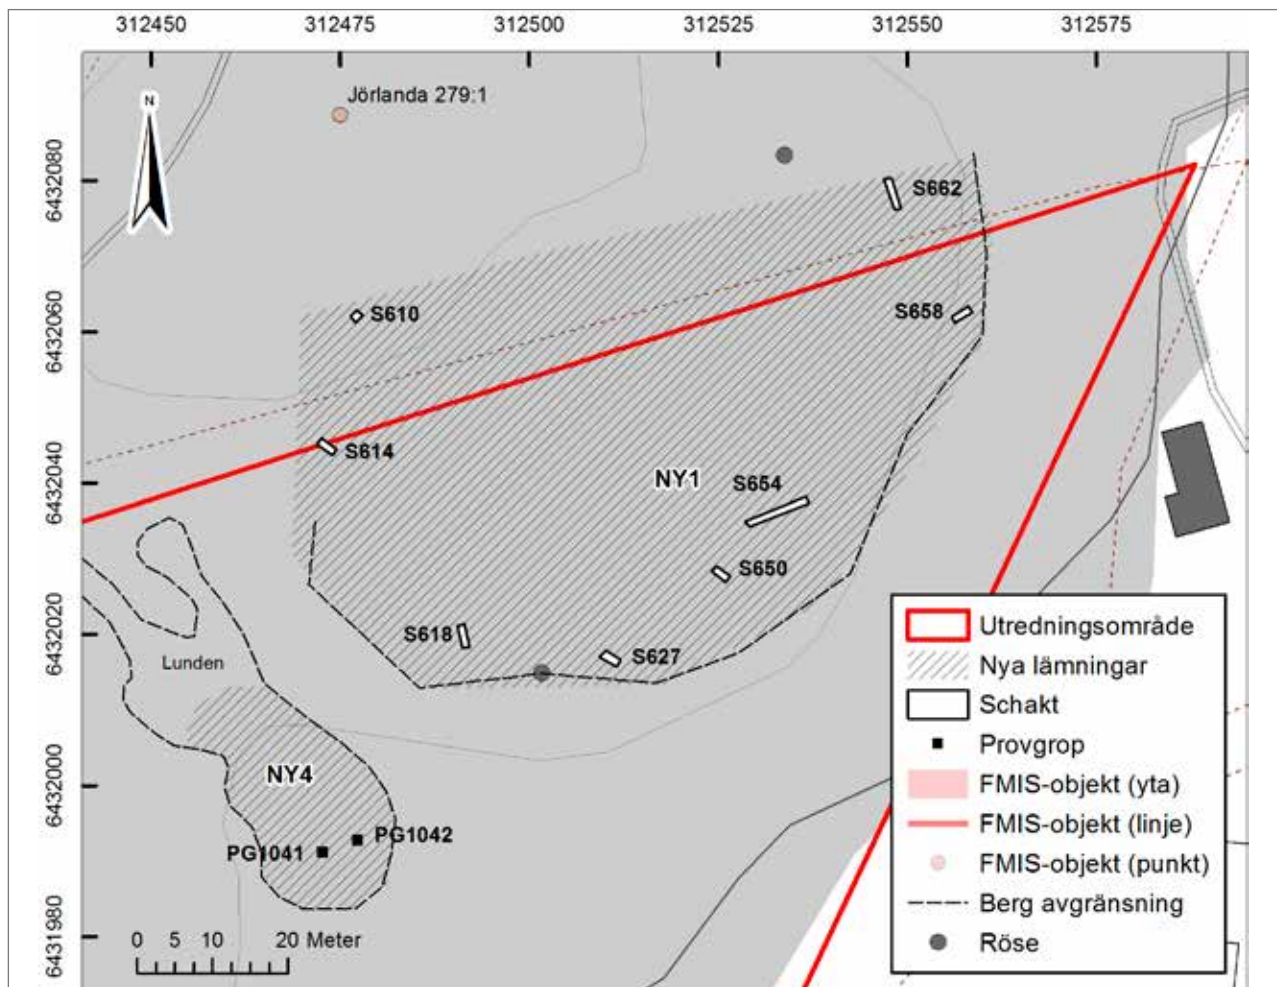 312450 312475 312500 312525 312550 312575
N
Jörlanda 279:1
6432080
S662
S610
S658
6432060
S614
6432040
NY1
S654
S650
6432020
S618
S627
Lunden
NY4
6432000
PG1042
PG1041
6431980
0 5 10 20 Meter
Utredningsområde
Nya lämningar
Schakt
Provgrop
FMIS-objekt (yta)
FMIS-objekt (linje)
FMIS-objekt (punkt)
Berg avgränsning
Röse